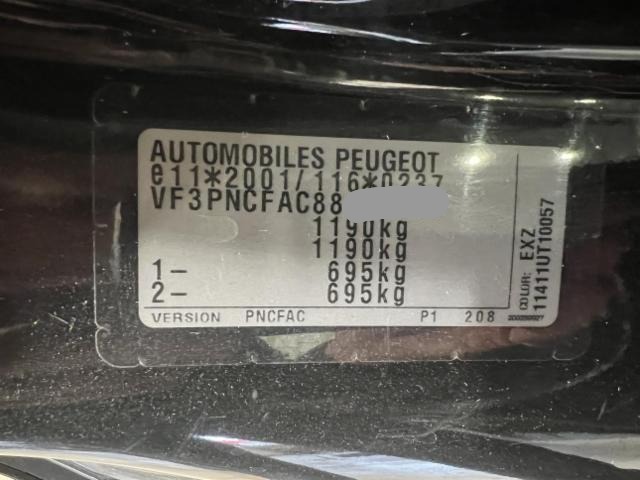 AUTOMOBILES PEUGEOT
e11*2001/116*0237
VF3PNCFAC88
1190kg
1190kg
1- 695kg
2- 695kg
VERSION PNCFAC P1 208
COLOR: EXZ
11411UT10057